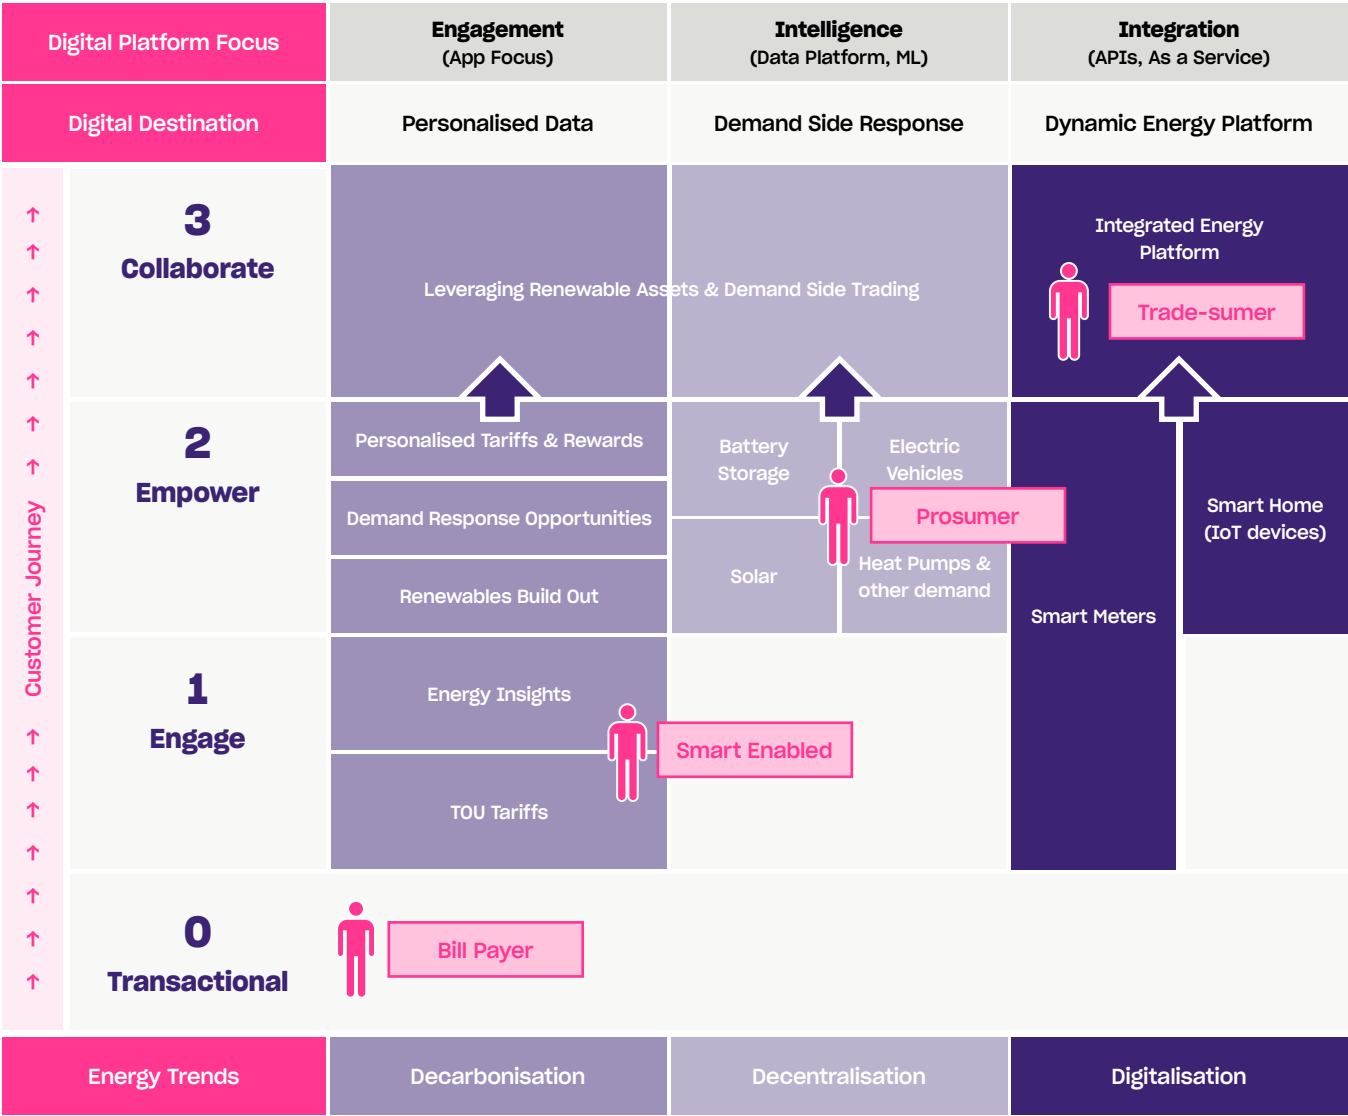 Digital Platform Focus
Engagement
(App Focus)
Intelligence
(Data Platform, ML)
Integration
(APIs, As a Service)
Digital Destination
Personalised Data
Demand Side Response
Dynamic Energy Platform
Customer Journey
3
Collaborate
Leveraging Renewable Assets & Demand Side Trading
Integrated Energy
Platform
Trade-sumer
2
Empower
Personalised Tariffs & Rewards
Demand Response Opportunities
Renewables Build Out
Battery
Storage
Electric
Vehicles
Prosumer
Solar
Heat Pumps &
other demand
Smart Meters
Smart Home
(IoT devices)
1
Engage
Energy Insights
Smart Enabled
TOU Tariffs
0
Transactional
Bill Payer
Energy Trends
Decarbonisation
Decentralisation
Digitalisation